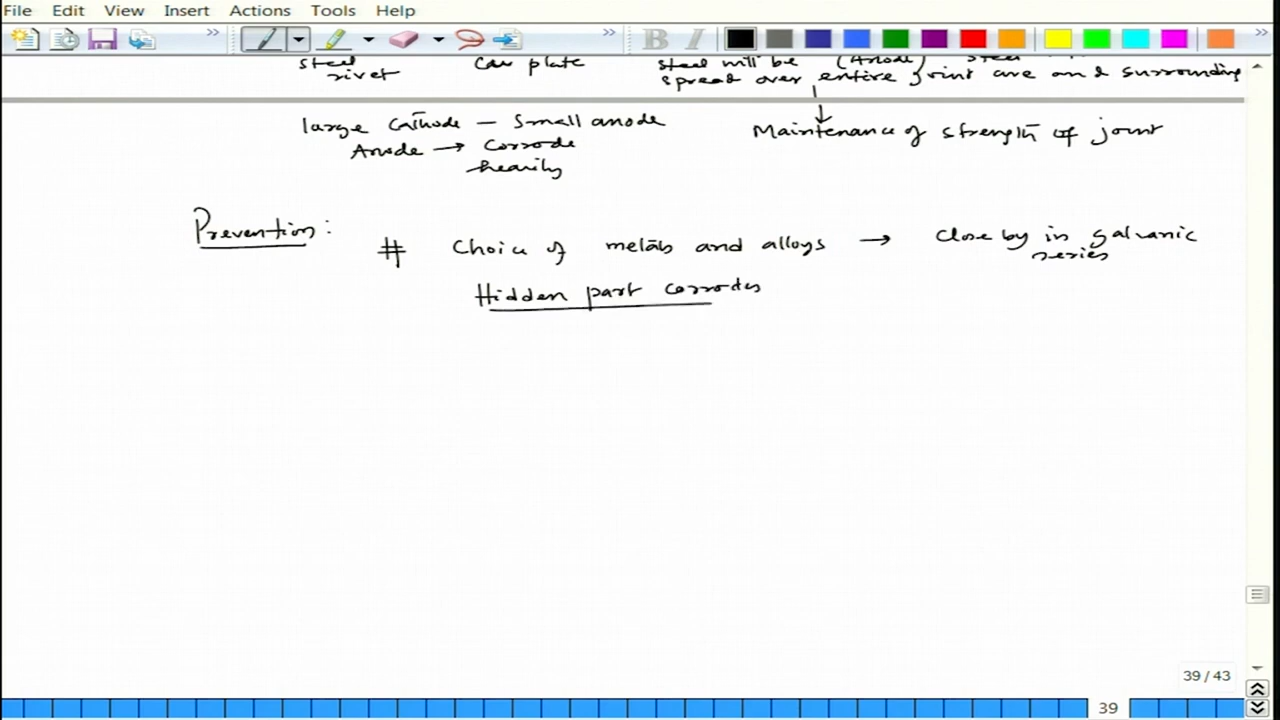 File Edit View Insert Actions Tools Help
B I
steel Cu plate steel will be (Anode) steel
rivet spread over entire joint are and surrounding
large Cathode – Small anode
Maintenance of strength of joint
Anode → Corrode
heavily
Prevention:
# Choice of metals and alloys → Close by in galvanic
series
Hidden part corrodes
39 / 43
39